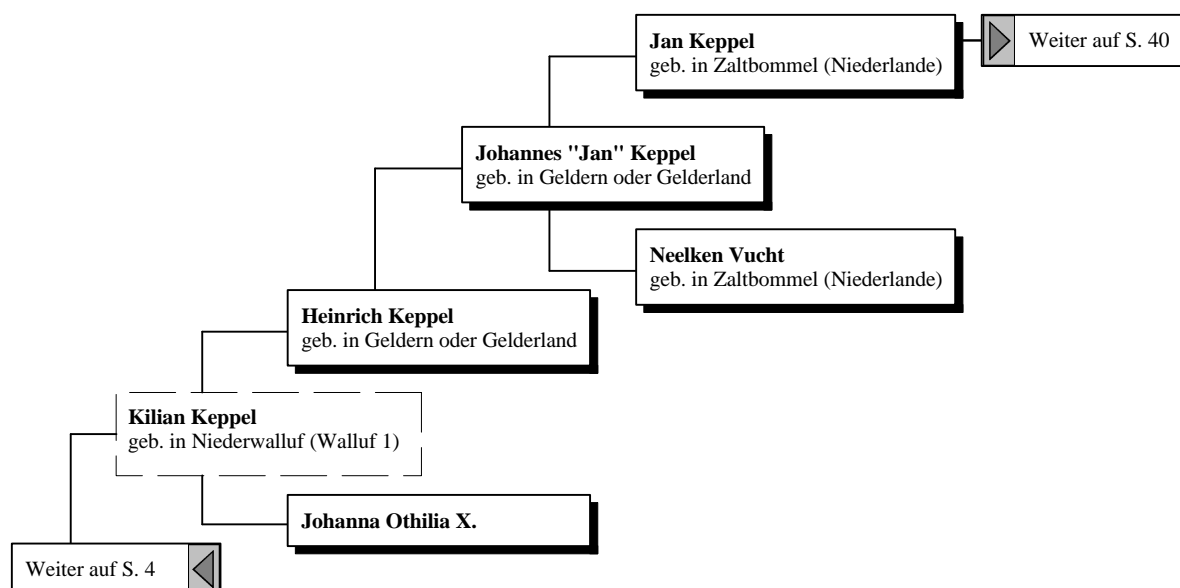 Jan Keppel
geb. in Zaltbommel (Niederlande)
Weiter auf S. 40
Johannes "Jan" Keppel
geb. in Geldern oder Gelderland
Neelken Vucht
geb. in Zaltbommel (Niederlande)
Heinrich Keppel
geb. in Geldern oder Gelderland
Kilian Keppel
geb. in Niederwalluf (Walluf 1)
Johanna Othilia X.
Weiter auf S. 4